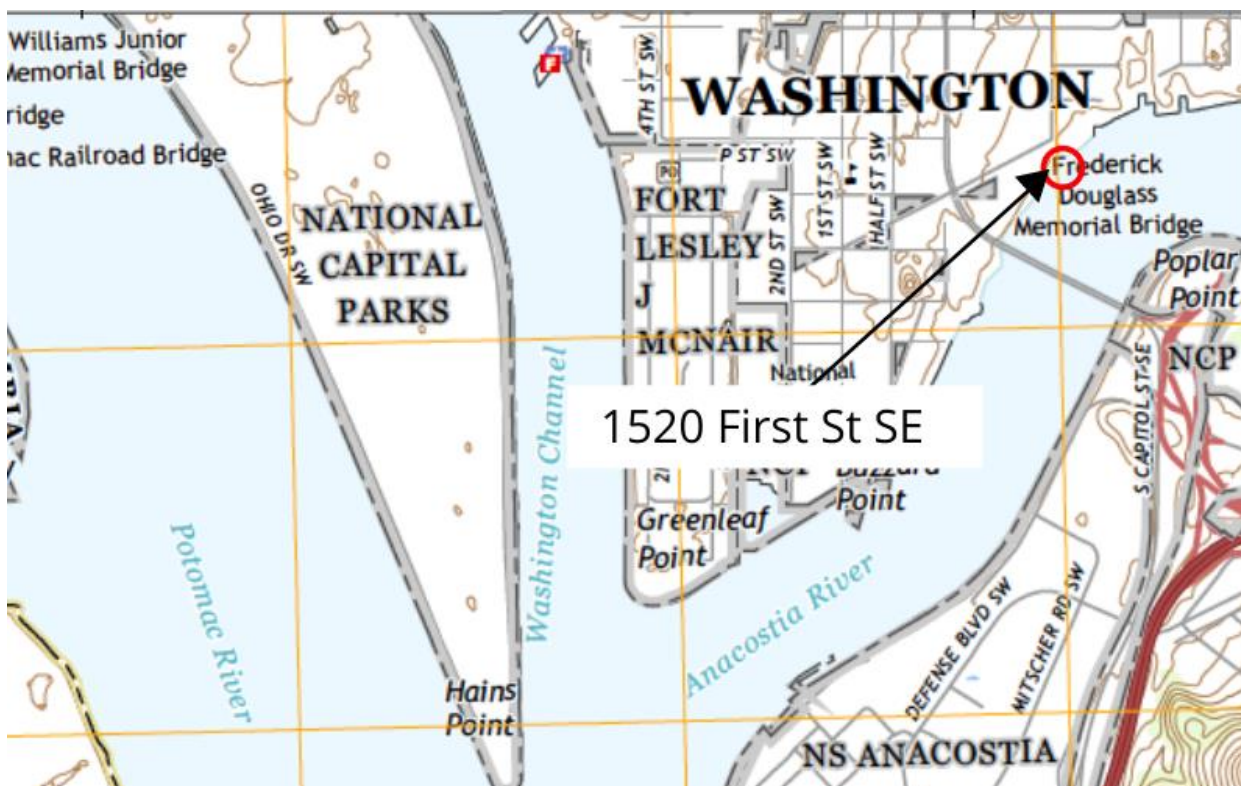 Williams Junior
Memorial Bridge
ridge
nac Railroad Bridge
OHIO DR SW
NATIONAL
CAPITAL
PARKS
F
4TH ST SW
WASHINGTON
P ST SW
PO
FORT
LESLEY
J
MCNAIR
2ND ST SW
1ST ST SW
HALF ST SW
Frederick
Douglass
Memorial Bridge
Poplar
Point
NCP
National
1520 First St SE
NCP
Buzzard
Point
Greenleaf
Point
S CAPITOL ST SE
Washington Channel
Potomac River
Anacostia River
Hains
Point
DEFENSE BLVD SW
MITSCHER RD SW
NS ANACOSTIA